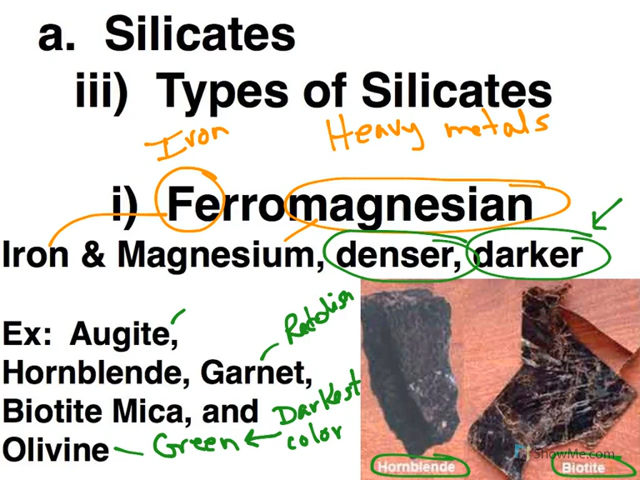 a. Silicates
iii) Types of Silicates
Iron
Heavy metals
i) Ferromagnesian
Iron & Magnesium, denser, darker
Ex: Augite,
Hornblende, Garnet,
Biotite Mica, and
Olivine
Green
Darkest
color
Hornblende
Biotite
ShowMe.com